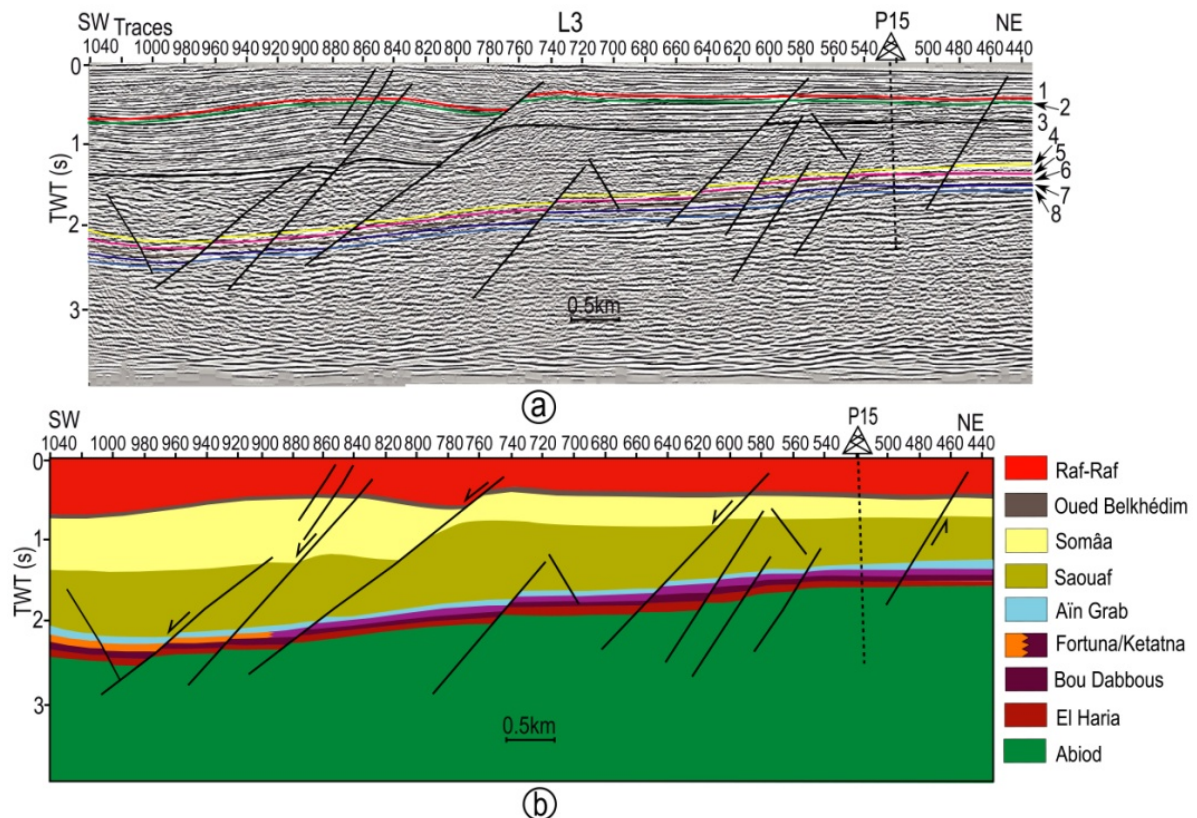 SW Traces L3 P15 NE
1040 1000 980 960 940 920 900 880 860 840 820 800 780 760 740 720 700 680 660 640 620 600 580 560 540 500 480 460 440
0
1
2
3
TWT (s)
1
2
3
4
5
6
7
8
0.5km
a
SW P15 NE
1040 1000 980 960 940 920 900 880 860 840 820 800 780 760 740 720 700 680 660 640 620 600 580 560 540 500 480 460 440
0
1
2
3
TWT (s)
0.5km
b
Raf-Raf
Oued Belkhédim
Somâa
Saouaf
Aïn Grab
Fortuna/Ketatna
Bou Dabbous
El Haria
Abiod